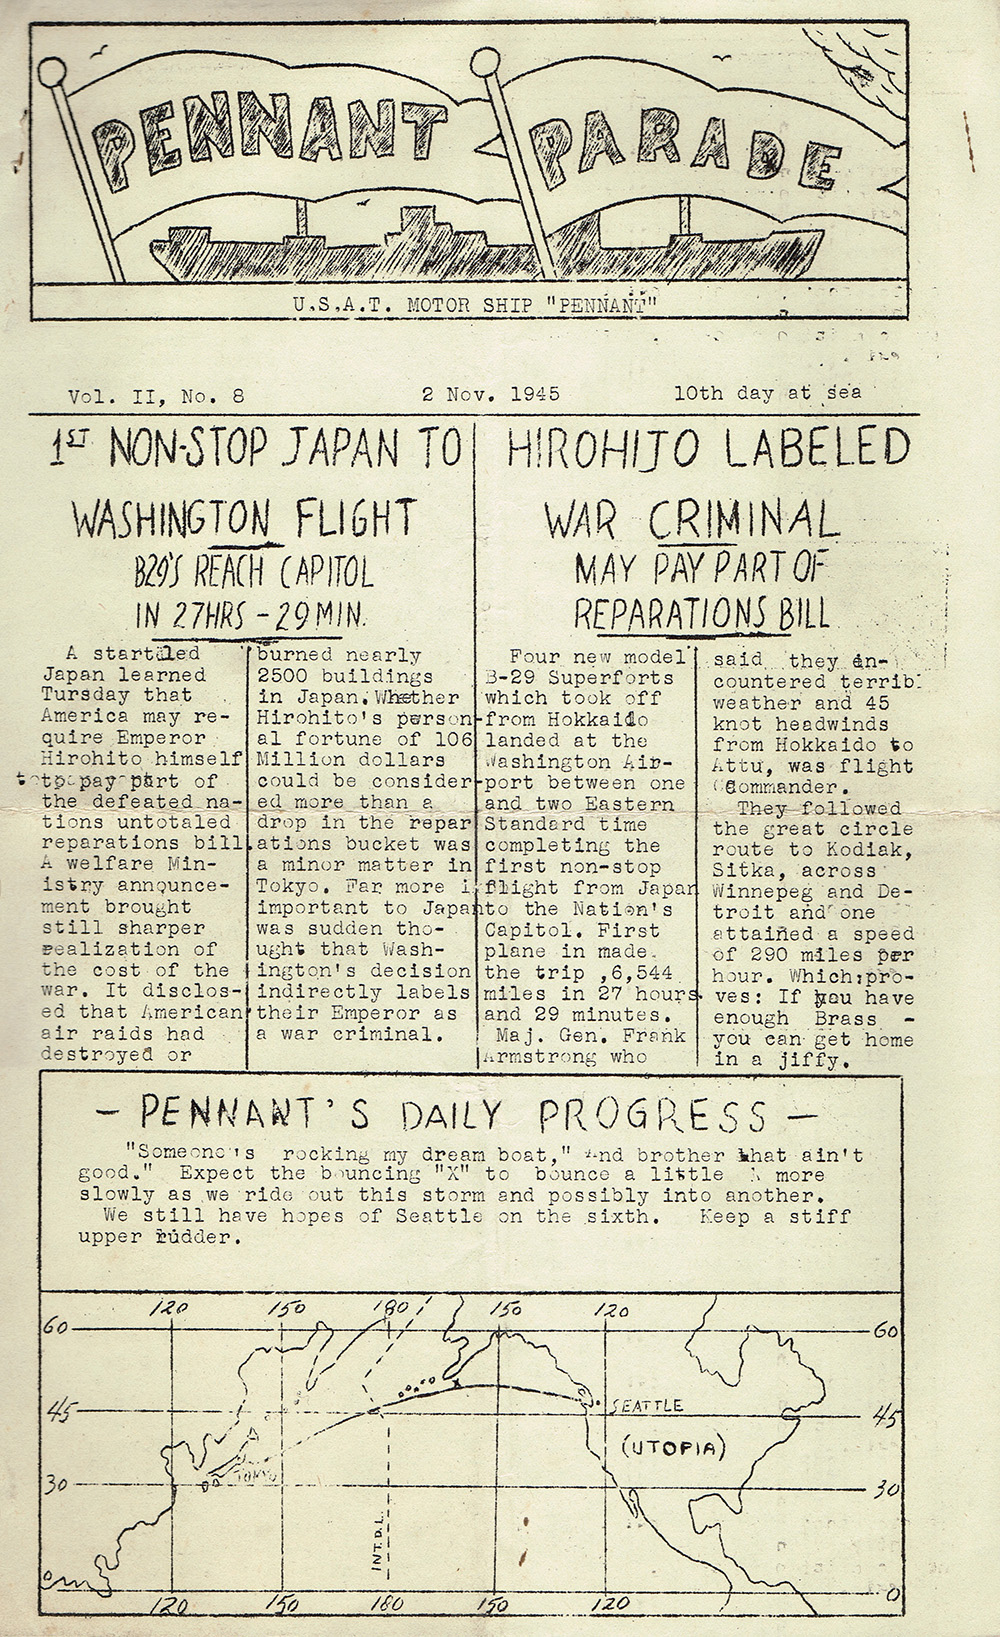 PENNANT PARADE
U.S.A.T. MOTOR SHIP "PENNANT"
Vol. II, No. 8 2 Nov. 1945 10th day at sea
1ST NON-STOP JAPAN TO
WASHINGTON FLIGHT
B29'S REACH CAPITOL
IN 27HRS - 29 MIN.
HIROHIJO LABELED
WAR CRIMINAL
MAY PAY PART OF
REPARATIONS BILL
A startled
Japan learned
Tursday that
America may re-
quire Emperor
Hirohito himself
to pay part of
the defeated na-
tions untotaled
reparations bill.
A welfare Min-
istry announce-
ment brought
still sharper
realization of
the cost of the
war. It disclos-
ed that American
air raids had
destroyed or
burned nearly
2500 buildings
in Japan. Whether
Hirohito's person-
al fortune of 106
Million dollars
could be consider-
ed more than a
drop in the repar
ations bucket was
a minor matter in
Tokyo. Far more i
important to Japan
was sudden tho-
ught that Wash-
ington's decision
indirectly labels
their Emperor as
a war criminal.
Four new model
B-29 Superforts
which took off
from Hokkaido
landed at the
Washington Air-
port between one
and two Eastern
Standard time
completing the
first non-stop
flight from Japan
to the Nation's
Capitol. First
plane in made
the trip ,6,544
miles in 27 hours
and 29 minutes.
Maj. Gen. Frank
Armstrong who
said they en-
countered terrib
weather and 45
knot headwinds
from Hokkaido to
Attu, was flight
Commander.
They followed
the great circle
route to Kodiak,
Sitka, across
Winnepeg and De-
troit and one
attained a speed
of 290 miles per
hour. Which pro-
ves: If you have
enough Brass -
you can get home
in a jiffy.
- PENNANT'S DAILY PROGRESS -
"Someone's rocking my dream boat," And brother that ain't
good." Expect the bouncing "X" to bounce a little more
slowly as we ride out this storm and possibly into another.
We still have hopes of Seattle on the sixth. Keep a stiff
upper rudder.
120 150 180 150 120
60 60
X
45 SEATTLE 45
(UTOPIA)
TOKYO
30 30
INT.D.L.
0 0
120 150 180 150 120